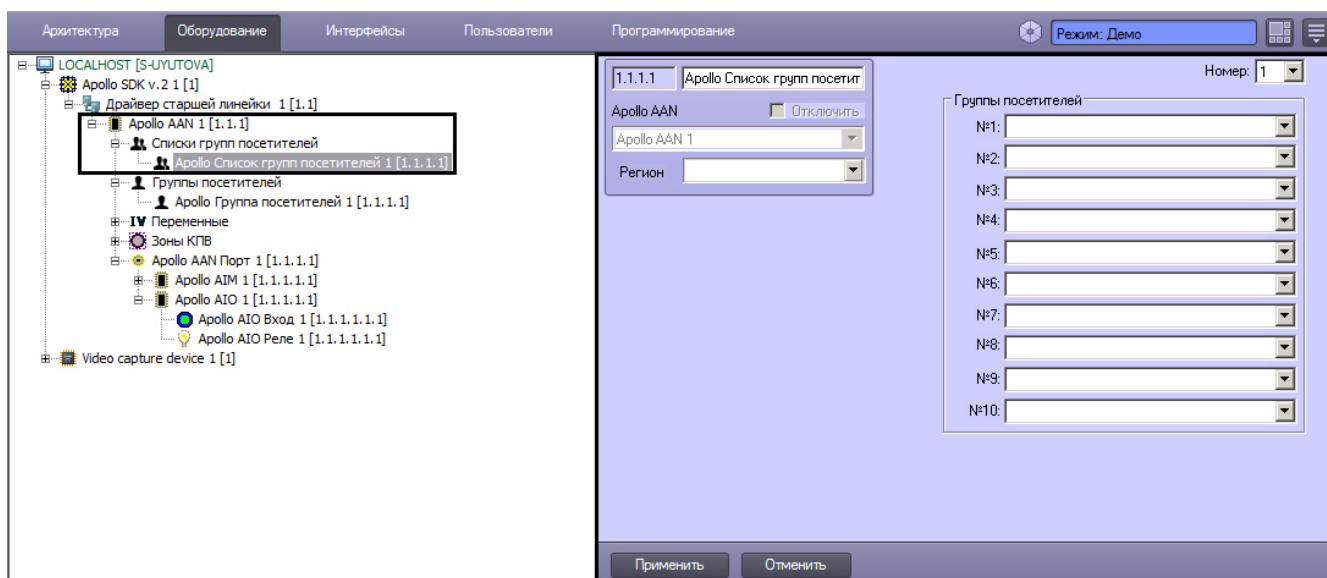 Архитектура Оборудование Интерфейсы Пользователи Программирование Режим: Демо
LOCALHOST [S-UYUTOVA]
Apollo SDK v.2 1 [1]
Драйвер старшей линейки 1 [1.1]
Apollo AAN 1 [1.1.1]
Списки групп посетителей
Apollo Список групп посетителей 1 [1.1.1.1]
Группы посетителей
Apollo Группа посетителей 1 [1.1.1.1]
Переменные
Зоны КПВ
Apollo AAN Порт 1 [1.1.1.1]
Apollo AIM 1 [1.1.1.1.1]
Apollo AIO 1 [1.1.1.1.1]
Apollo AIO Вход 1 [1.1.1.1.1.1]
Apollo AIO Реле 1 [1.1.1.1.1.1]
Video capture device 1 [1]
1.1.1.1 Apollo Список групп посетит
Apollo AAN Отключить
Apollo AAN 1
Регион
Номер: 1
Группы посетителей
№1:
№2:
№3:
№4:
№5:
№6:
№7:
№8:
№9:
№10:
Применить Отменить